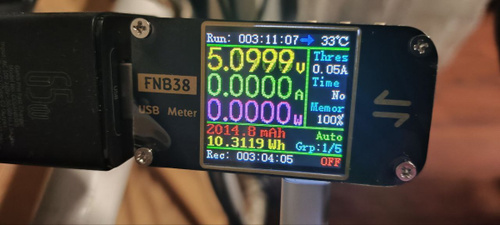 Run: 003:11:07 → 33℃
5.0999V
0.0000A
0.0000W
Thres
0.05A
Time
No
Memor
100%
2014.8 mAh Auto
10.3119 Wh Grp:1/5
Rec: 003:04:05 OFF
FNB38
USB Meter